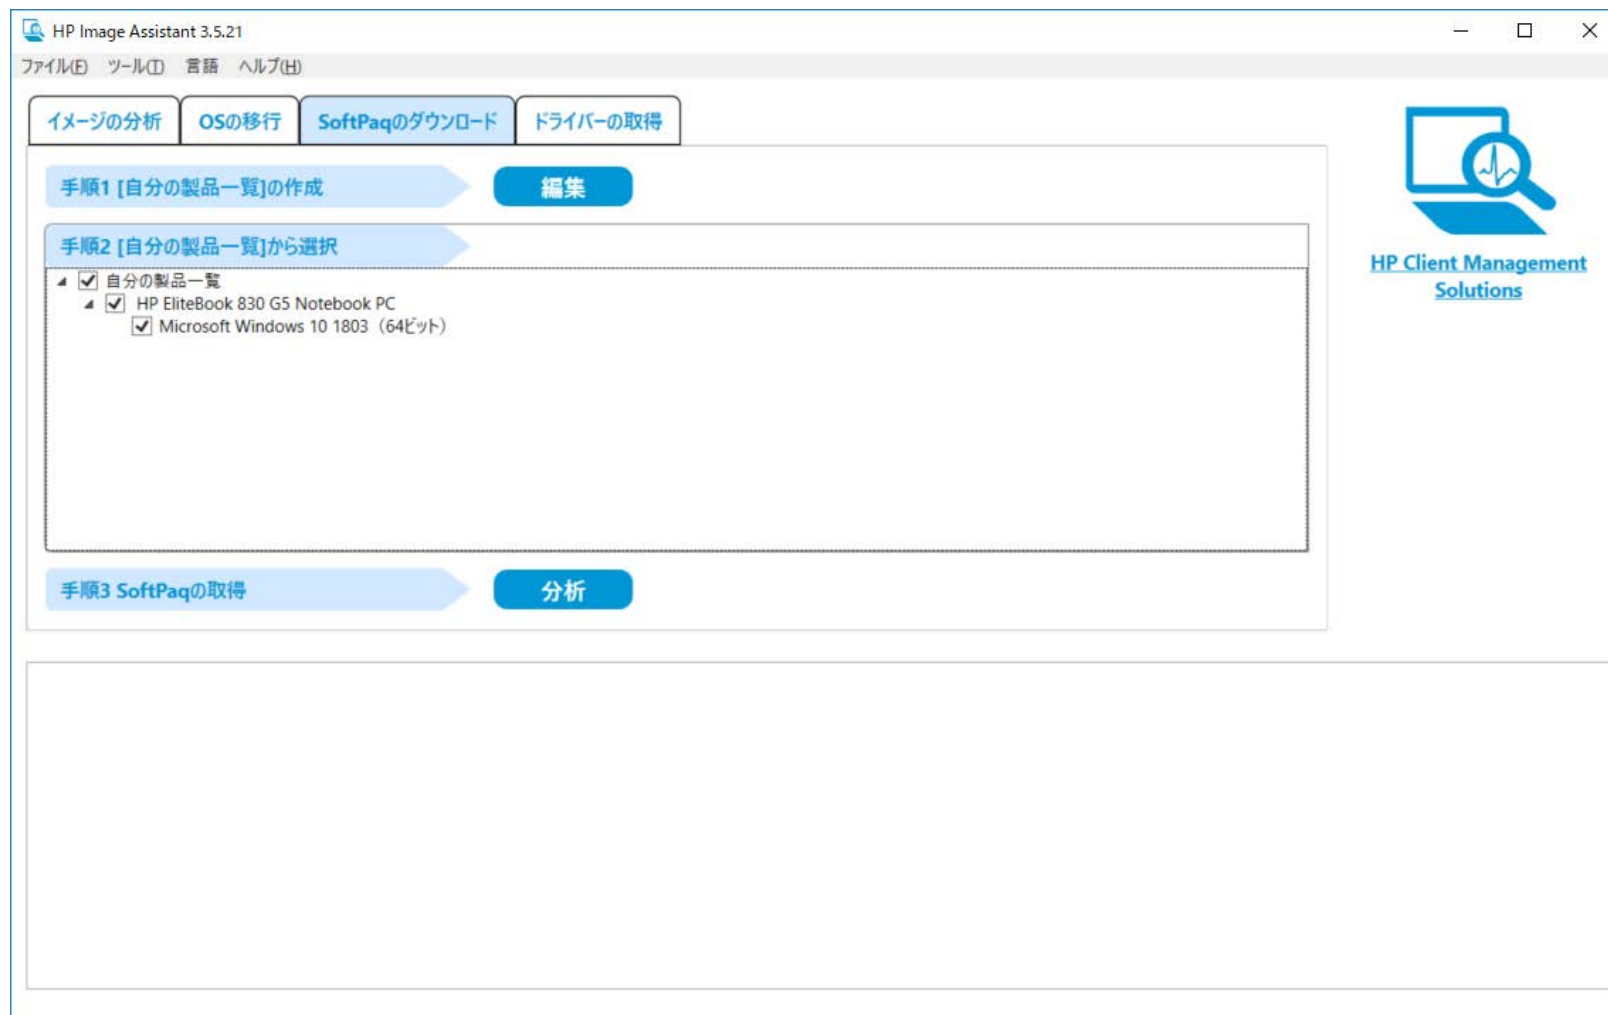 HP Image Assistant 3.5.21
ファイル(F) ツール(T) 言語 ヘルプ(H)
イメージの分析 OSの移行 SoftPaqのダウンロード ドライバーの取得
手順1 [自分の製品一覧]の作成 編集
手順2 [自分の製品一覧]から選択
自分の製品一覧
HP EliteBook 830 G5 Notebook PC
Microsoft Windows 10 1803（64ビット）
手順3 SoftPaqの取得 分析
HP Client Management
Solutions